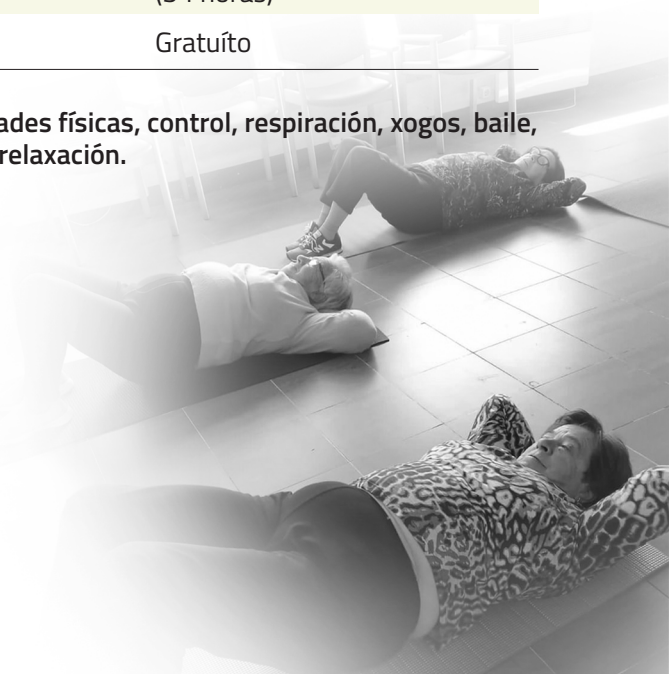 Gratuíto
ades físicas, control, respiración, xogos, baile,
relaxación.